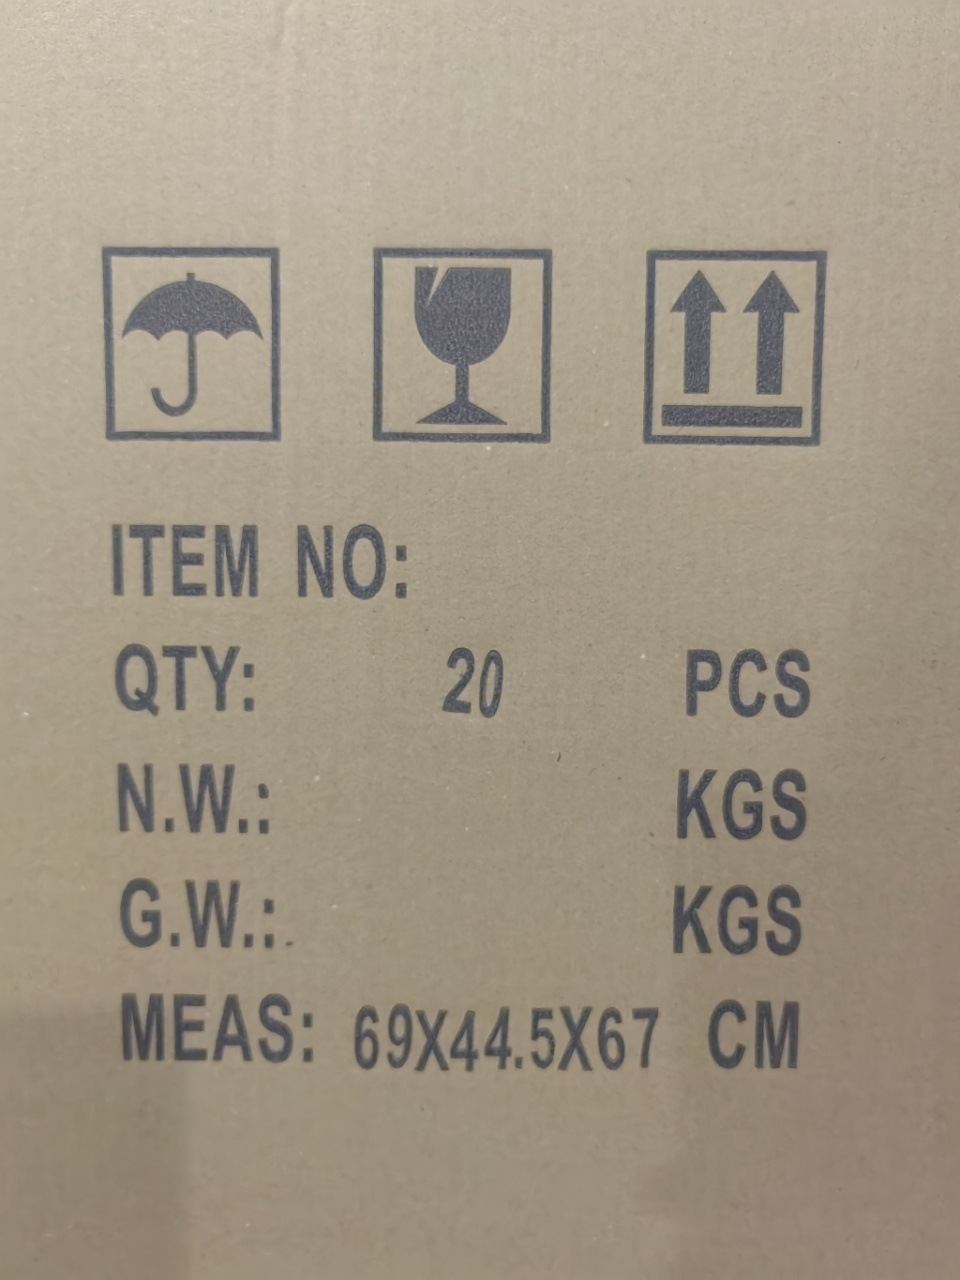 ITEM NO:
QTY: 20 PCS
N.W.: KGS
G.W.: KGS
MEAS: 69X44.5X67 CM